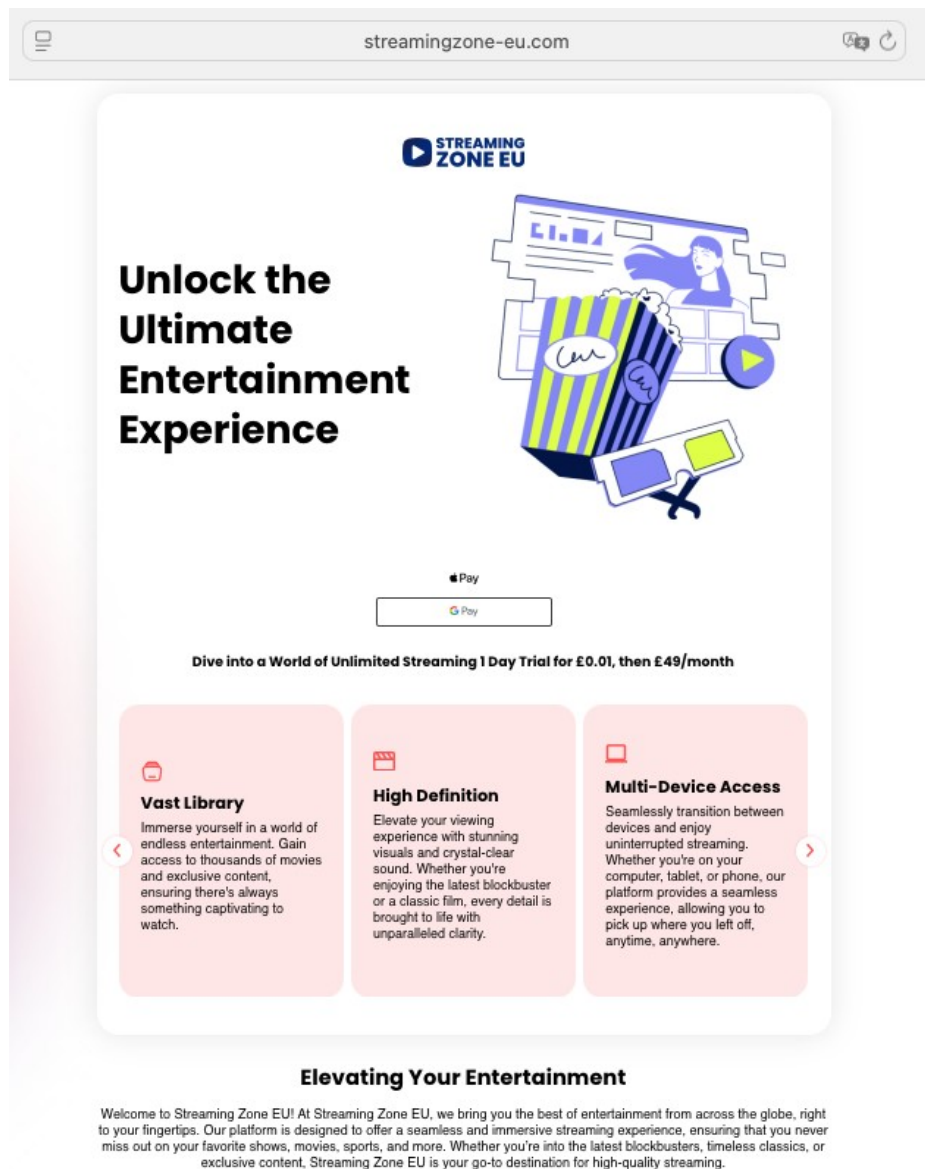 streamingzone-eu.com
STREAMING
ZONE EU
Unlock the
Ultimate
Entertainment
Experience
Pay
G Pay
Dive into a World of Unlimited Streaming 1 Day Trial for £0.01, then £49/month
Vast Library
Immerse yourself in a world of
endless entertainment. Gain
access to thousands of movies
and exclusive content,
ensuring there's always
something captivating to
watch.
High Definition
Elevate your viewing
experience with stunning
visuals and crystal-clear
sound. Whether you're
enjoying the latest blockbuster
or a classic film, every detail is
brought to life with
unparalleled clarity.
Multi-Device Access
Seamlessly transition between
devices and enjoy
uninterrupted streaming.
Whether you're on your
computer, tablet, or phone, our
platform provides a seamless
experience, allowing you to
pick up where you left off,
anytime, anywhere.
Elevating Your Entertainment
Welcome to Streaming Zone EU! At Streaming Zone EU, we bring you the best of entertainment from across the globe, right
to your fingertips. Our platform is designed to offer a seamless and immersive streaming experience, ensuring that you never
miss out on your favorite shows, movies, sports, and more. Whether you're into the latest blockbusters, timeless classics, or
exclusive content, Streaming Zone EU is your go-to destination for high-quality streaming.